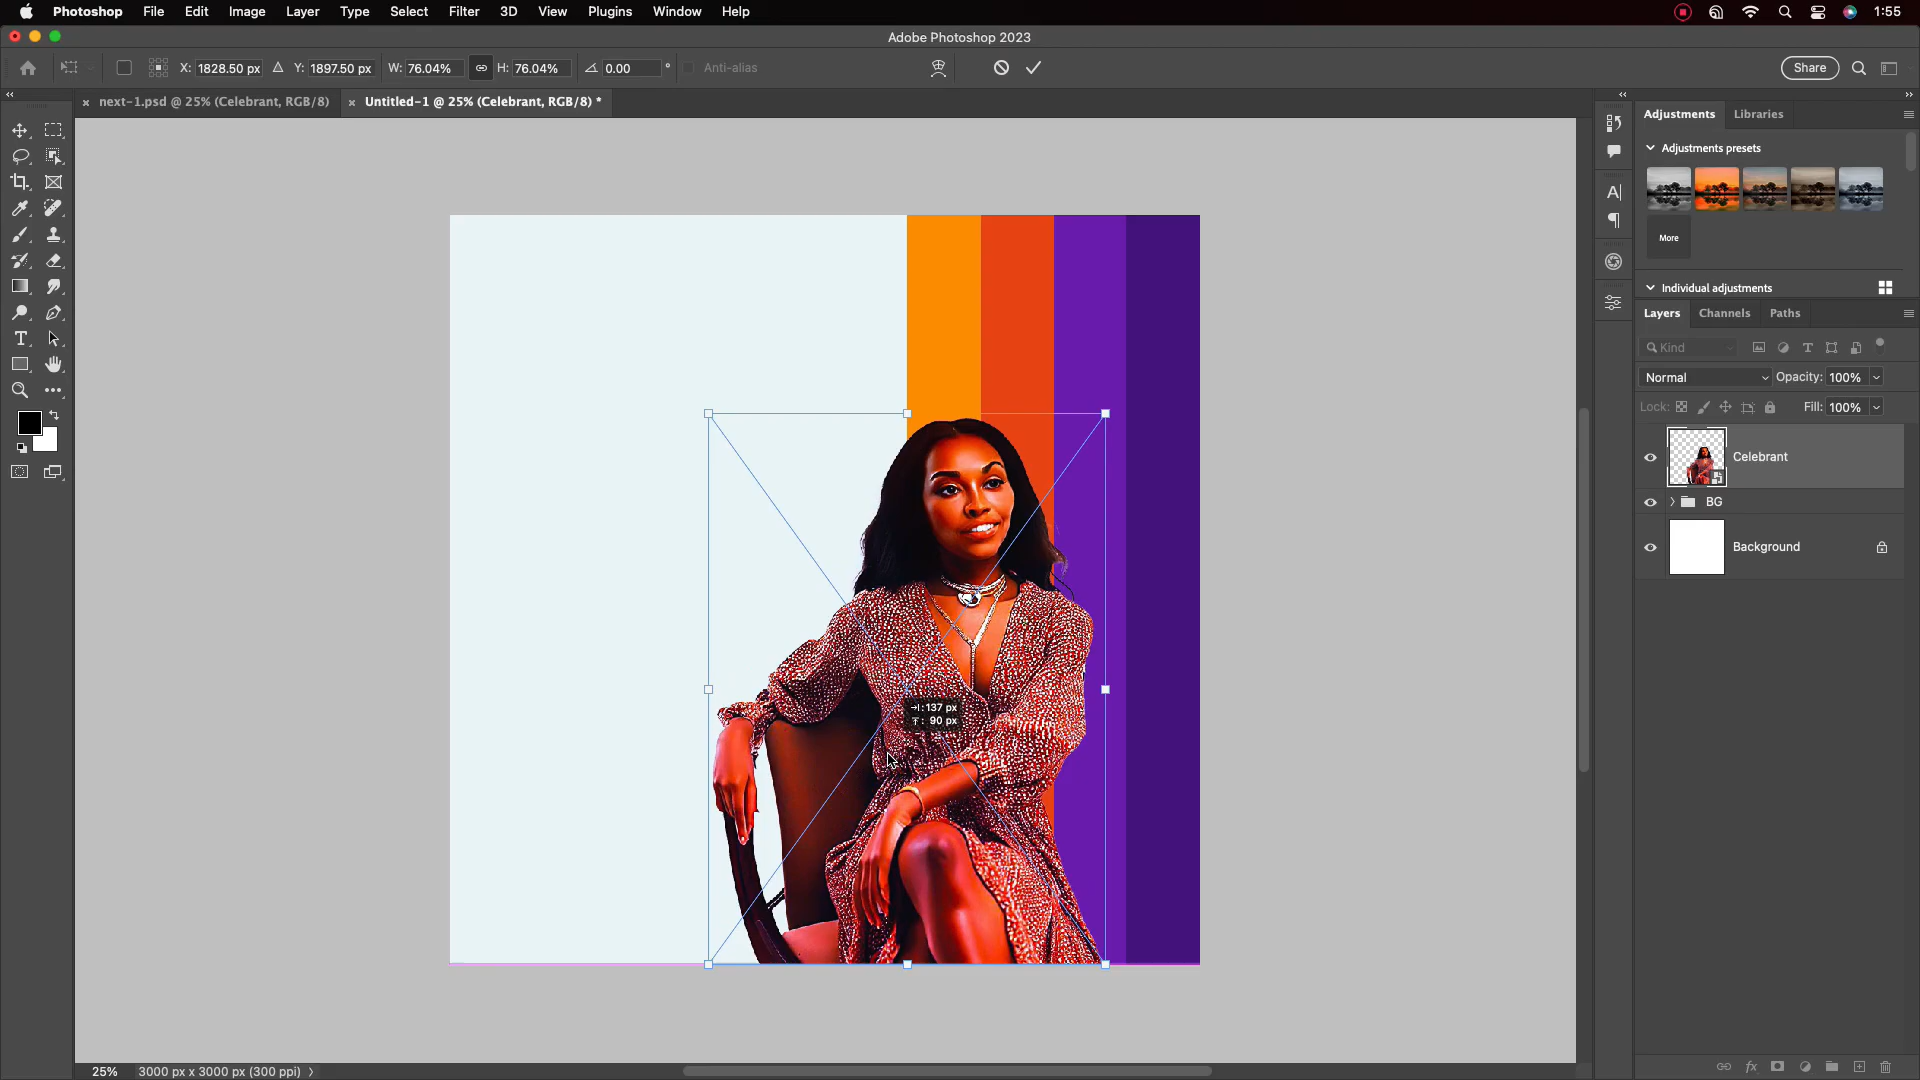 Photoshop File Edit Image Layer Type Select Filter 3D View Plugins Window Help 1:55
Adobe Photoshop 2023
X: 1828.50 px Y: 1897.50 px W: 76.04% H: 76.04% 0.00 ° Anti-alias Share
next-1.psd @ 25% (Celebrant, RGB/8) Untitled-1 @ 25% (Celebrant, RGB/8) *
Adjustments Libraries
Adjustments presets
More
Individual adjustments
Layers Channels Paths
Kind
Normal Opacity: 100%
Lock: Fill: 100%
Celebrant
BG
Background
:137 px
: 90 px
25% 3000 px x 3000 px (300 ppi)